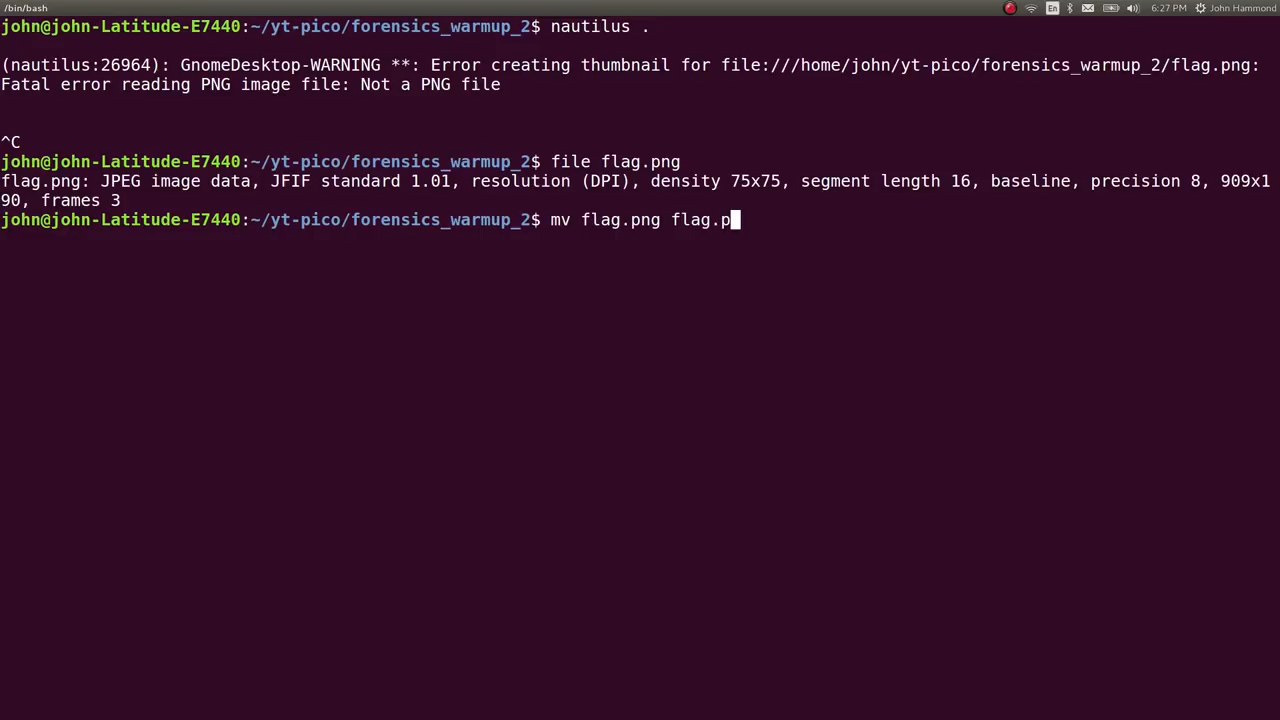 /bin/bash
En
6:27 PM
John Hammond
john@john-Latitude-E7440:~/yt-pico/forensics_warmup_2$ nautilus .
(nautilus:26964): GnomeDesktop-WARNING **: Error creating thumbnail for file:///home/john/yt-pico/forensics_warmup_2/flag.png:
Fatal error reading PNG image file: Not a PNG file
^C
john@john-Latitude-E7440:~/yt-pico/forensics_warmup_2$ file flag.png
flag.png: JPEG image data, JFIF standard 1.01, resolution (DPI), density 75x75, segment length 16, baseline, precision 8, 909x1
90, frames 3
john@john-Latitude-E7440:~/yt-pico/forensics_warmup_2$ mv flag.png flag.p